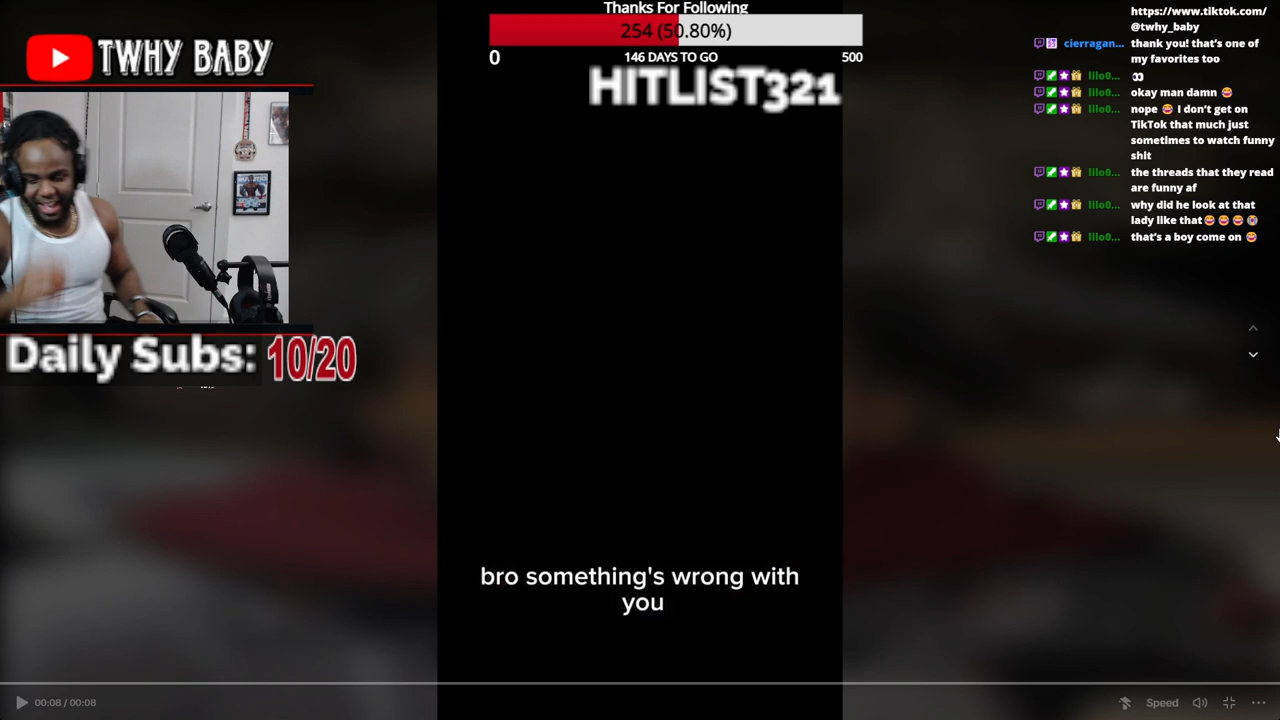 TWHY BABY
Thanks For Following
254 (50.80%)
0
146 DAYS TO GO
500
HITLIST321
https://www.tiktok.com/
@twhy_baby
cierragan... thank you! that's one of
my favorites too
lilo0... 👀
lilo0... okay man damn 😂
lilo0... nope 😂 I don't get on
TikTok that much just
sometimes to watch funny
shit
lilo0... the threads that they read
are funny af
lilo0... why did he look at that
lady like that😂😂😂😭
lilo0... that's a boy come on 😂
Daily Subs: 10/20
bro something's wrong with
you
00:08 / 00:08
Speed